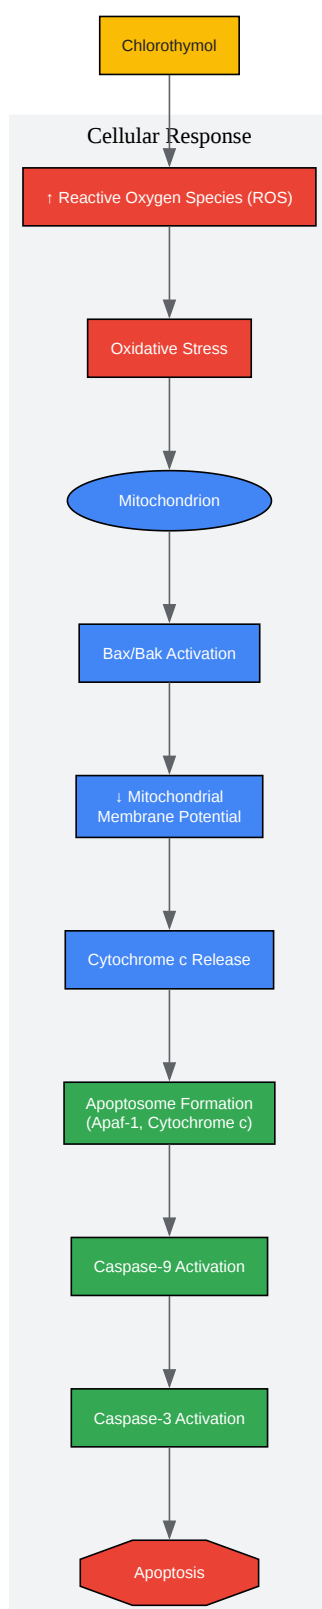 Chlorothymol
Cellular Response
↑ Reactive Oxygen Species (ROS)
Oxidative Stress
Mitochondrion
Bax/Bak Activation
↓ Mitochondrial
Membrane Potential
Cytochrome c Release
Apoptosome Formation
(Apaf-1, Cytochrome c)
Caspase-9 Activation
Caspase-3 Activation
Apoptosis